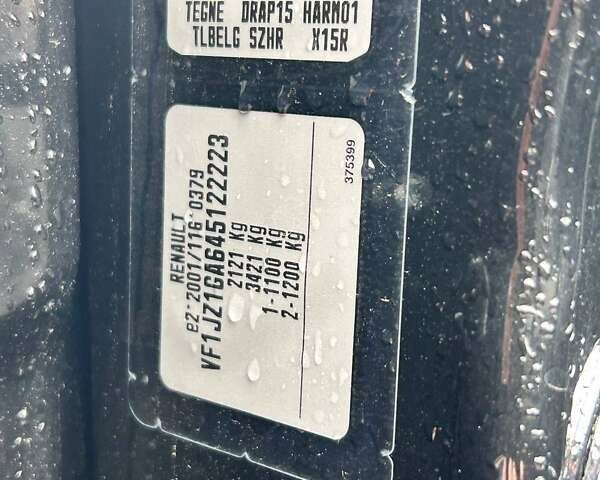 TEGNE DRAP15 HARM01
TLBELG SZHR X15R
RENAULT
e2*2001/116*0379
VF1JZ1GAG45122223
2121 Kg
3421 Kg
1-1100 Kg
2-1200 Kg
375399